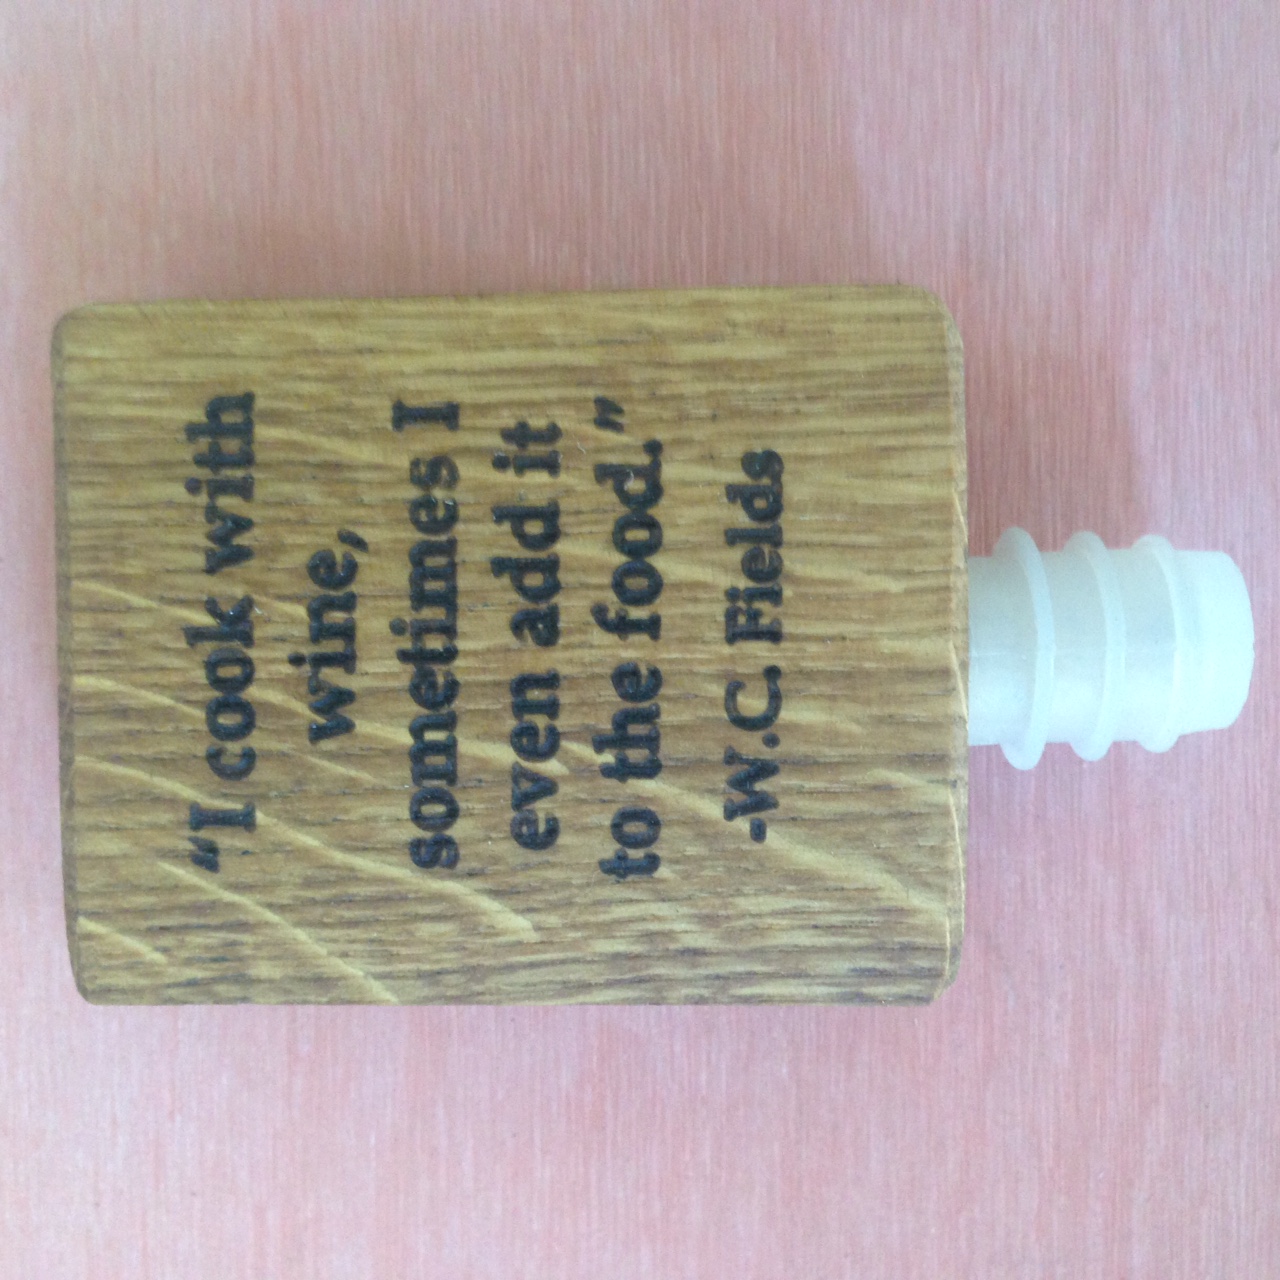 “I cook with
wine,
sometimes I
even add it
to the food.”
-W.C. Fields